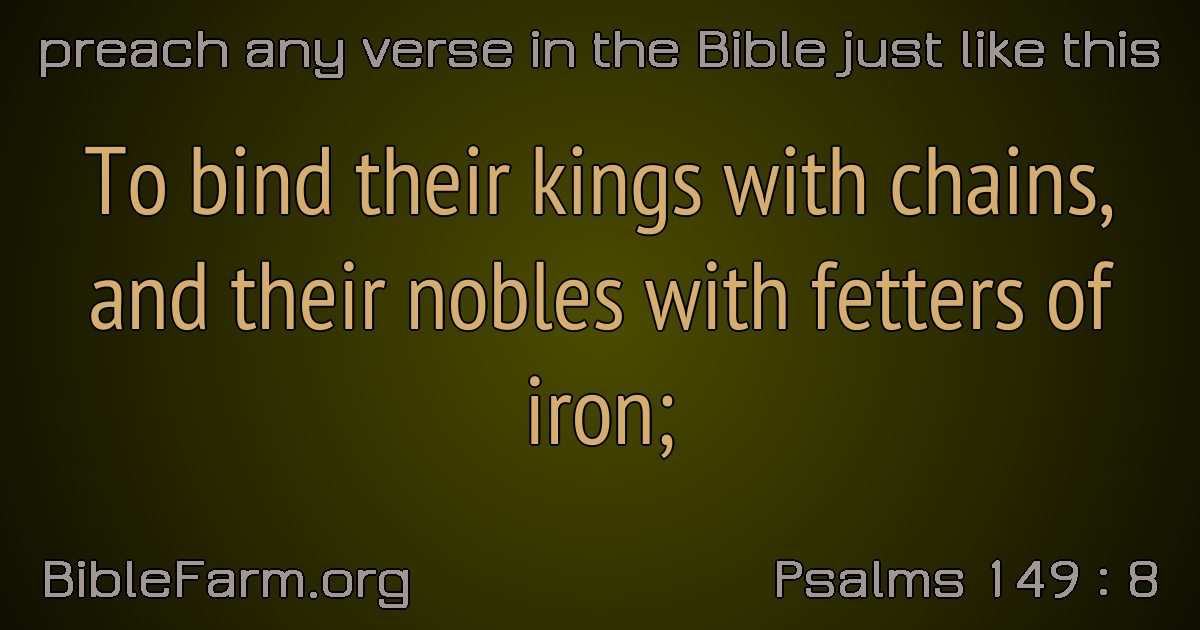 preach any verse in the Bible just like this
To bind their kings with chains,
and their nobles with fetters of
iron;
BibleFarm.org
Psalms 149 : 8